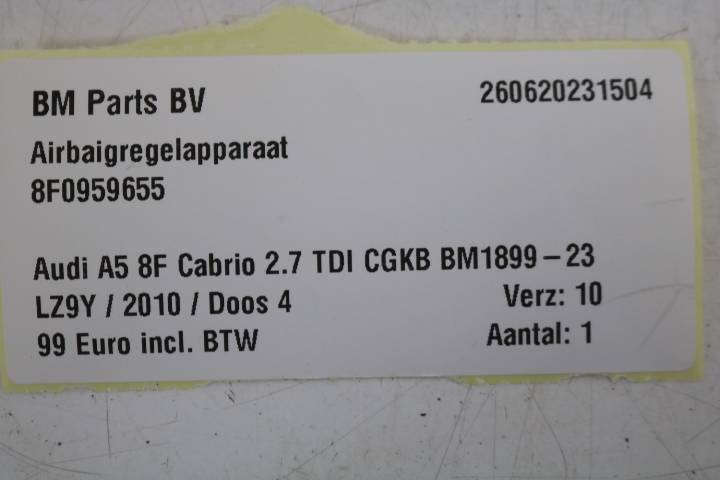 BM Parts BV 260620231504
Airbaigregelapparaat
8F0959655
Audi A5 8F Cabrio 2.7 TDI CGKB BM1899-23
LZ9Y / 2010 / Doos 4 Verz: 10
99 Euro incl. BTW Aantal: 1